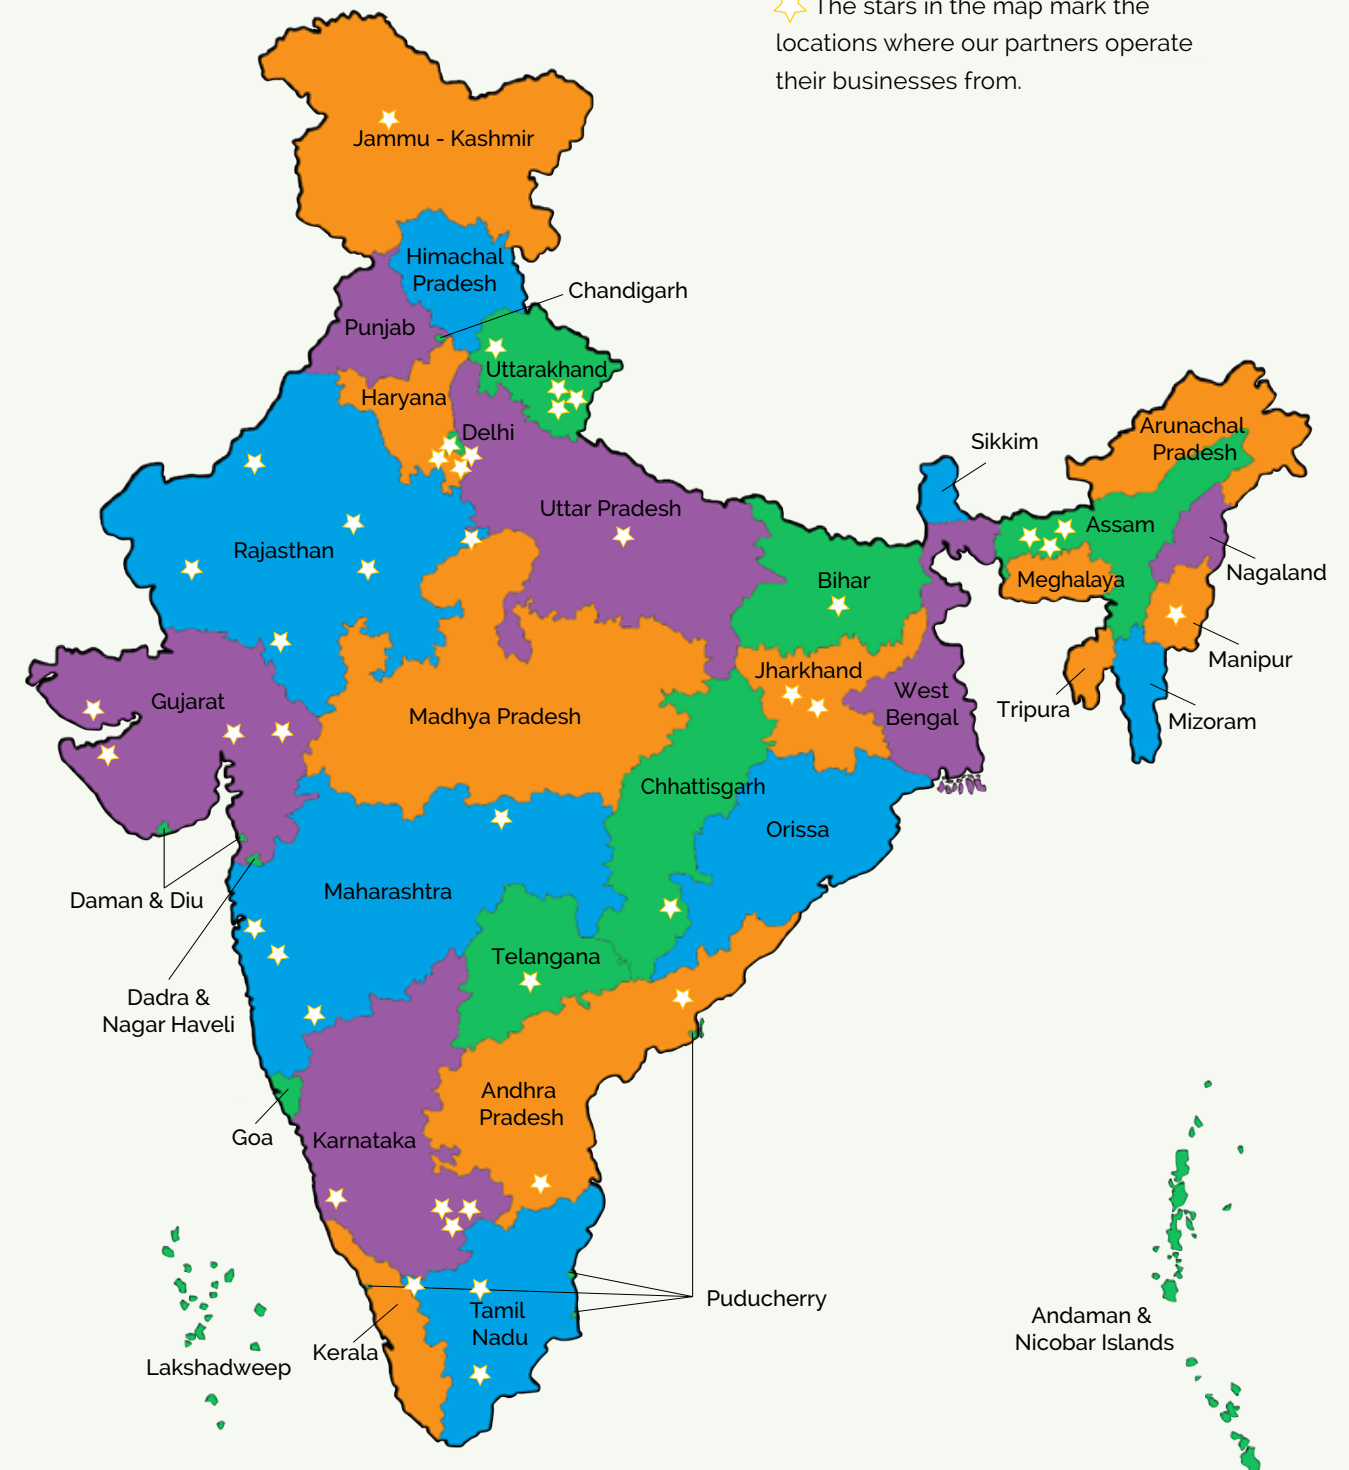 The stars in the map mark the
locations where our partners operate
their businesses from.
Jammu - Kashmir
Himachal
Pradesh
Chandigarh
Punjab
Uttarakhand
Haryana
Delhi
Arunachal
Pradesh
Sikkim
Uttar Pradesh
Assam
Rajasthan
Nagaland
Meghalaya
Bihar
Manipur
Jharkhand
West
Bengal
Gujarat
Tripura
Madhya Pradesh
Mizoram
Chhattisgarh
Orissa
Maharashtra
Daman & Diu
Telangana
Dadra &
Nagar Haveli
Andhra
Pradesh
Goa
Karnataka
Puducherry
Tamil
Nadu
Andaman &
Nicobar Islands
Kerala
Lakshadweep